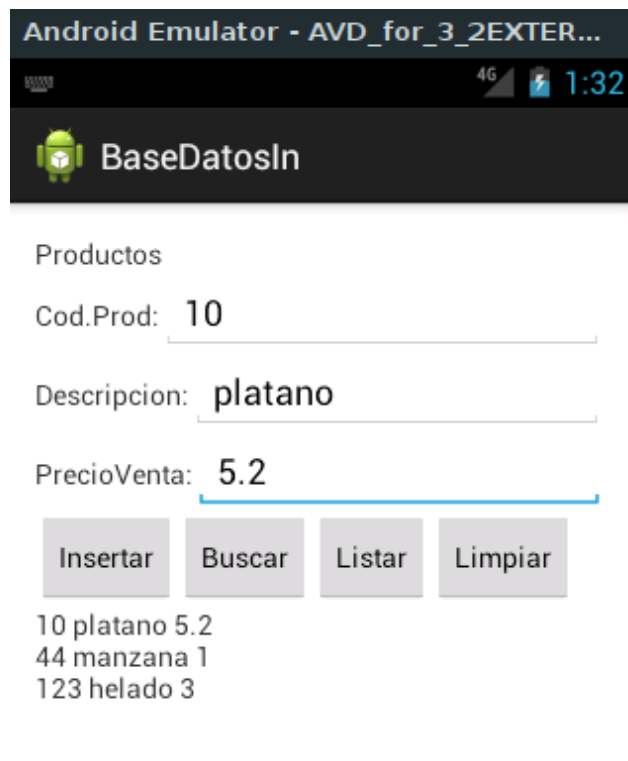 Android Emulator - AVD_for_3_2EXTER...
4G 1:32
BaseDatosIn
Productos
Cod.Prod: 10
Descripcion: platano
PrecioVenta: 5.2
Insertar Buscar Listar Limpiar
10 platano 5.2
44 manzana 1
123 helado 3